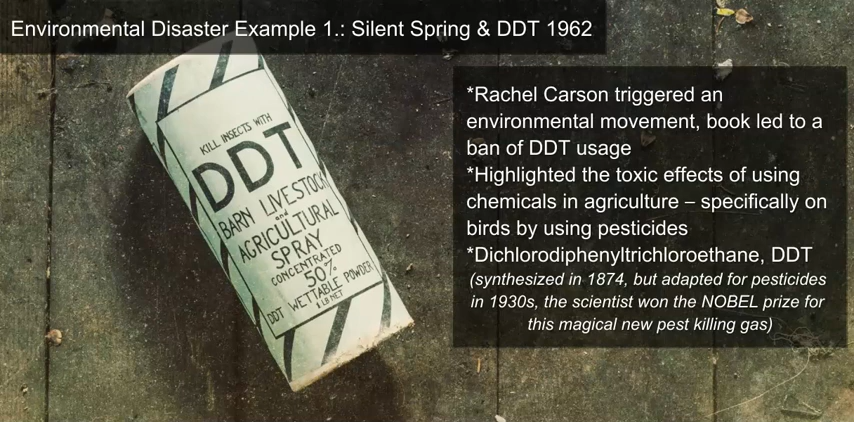 Environmental Disaster Example 1.: Silent Spring & DDT 1962
*Rachel Carson triggered an
environmental movement, book led to a
ban of DDT usage
*Highlighted the toxic effects of using
chemicals in agriculture – specifically on
birds by using pesticides
*Dichlorodiphenyltrichloroethane, DDT
(synthesized in 1874, but adapted for pesticides
in 1930s, the scientist won the NOBEL prize for
this magical new pest killing gas)
KILL INSECTS WITH
DDT
BARN LIVESTOCK
and
AGRICULTURAL
SPRAY
CONCENTRATED
50%
DDT WETTABLE POWDER
1 LB NET